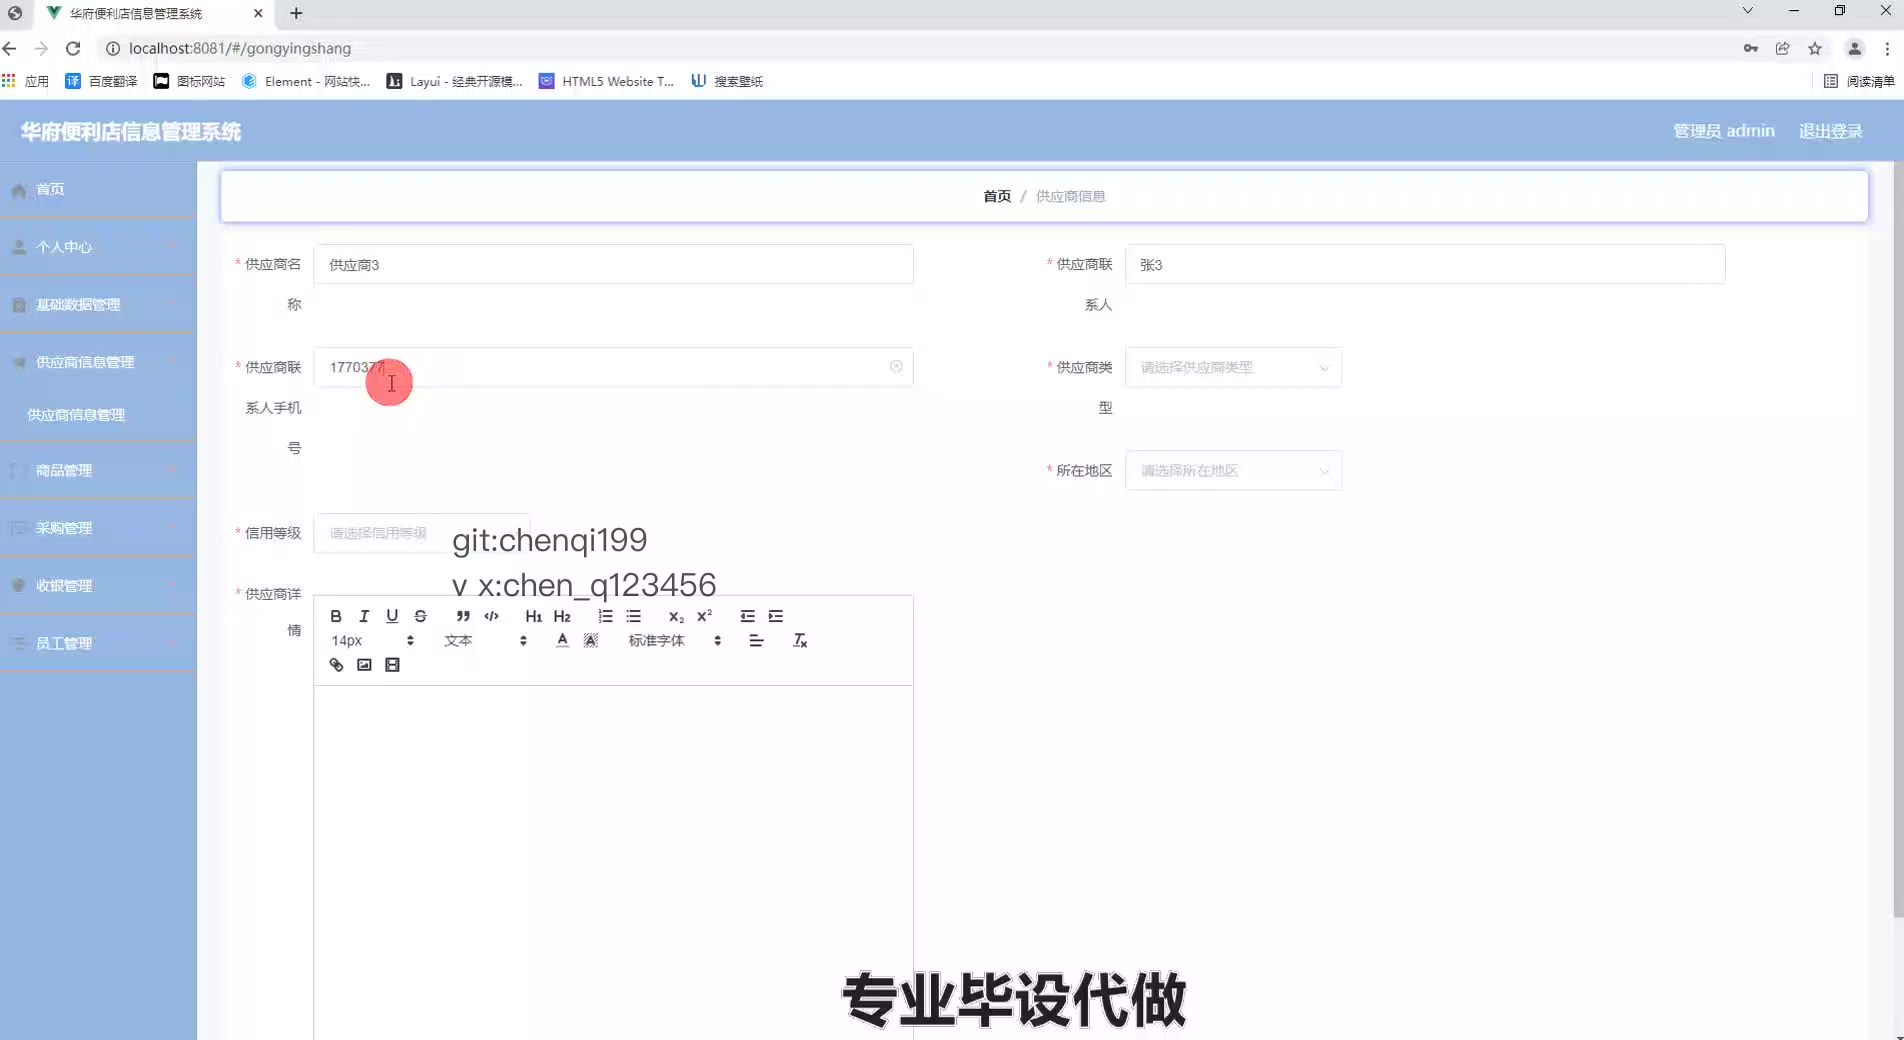 华府便利店信息管理系统
localhost:8081/#/gongyingshang
应用
百度翻译
图标网站
Element - 网站快...
Layui - 经典开源模...
HTML5 Website T...
搜索壁纸
阅读清单
华府便利店信息管理系统
管理员 admin
退出登录
首页
个人中心
基础数据管理
供应商信息管理
供应商信息管理
商品管理
采购管理
收银管理
员工管理
首页 / 供应商信息
* 供应商名
称
供应商3
* 供应商联
系人
张3
* 供应商联
系人手机
号
1770377
* 供应商类
型
请选择供应商类型
* 所在地区
请选择所在地区
* 信用等级
请选择信用等级
git:chenqi199
v x:chen_q123456
* 供应商详
情
B I U S H1 H2 x₂ x²
14px
文本
标准字体
专业毕设代做